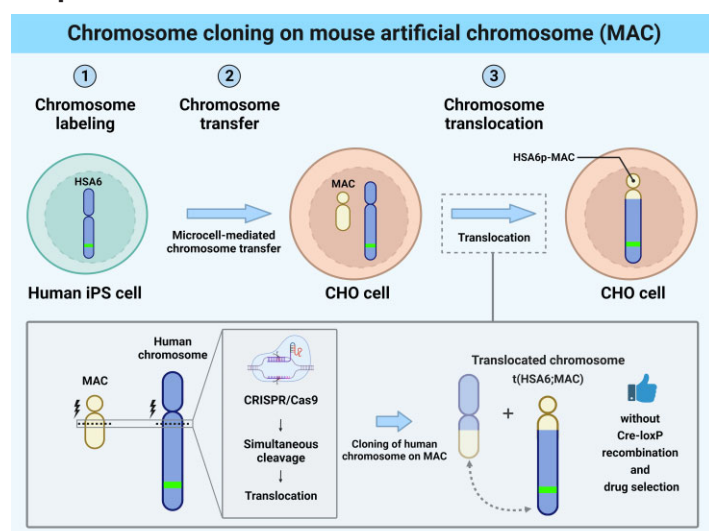 Chromosome cloning on mouse artificial chromosome (MAC)
1
Chromosome
labeling
2
Chromosome
transfer
3
Chromosome
translocation
HSA6
Human iPS cell
Microcell-mediated
chromosome transfer
MAC
CHO cell
Translocation
HSA6p-MAC
CHO cell
MAC
Human
chromosome
CRISPR/Cas9
Simultaneous
cleavage
Translocation
Cloning of human
chromosome on MAC
Translocated chromosome
t(HSA6;MAC)
+
without
Cre-loxP
recombination
and
drug selection